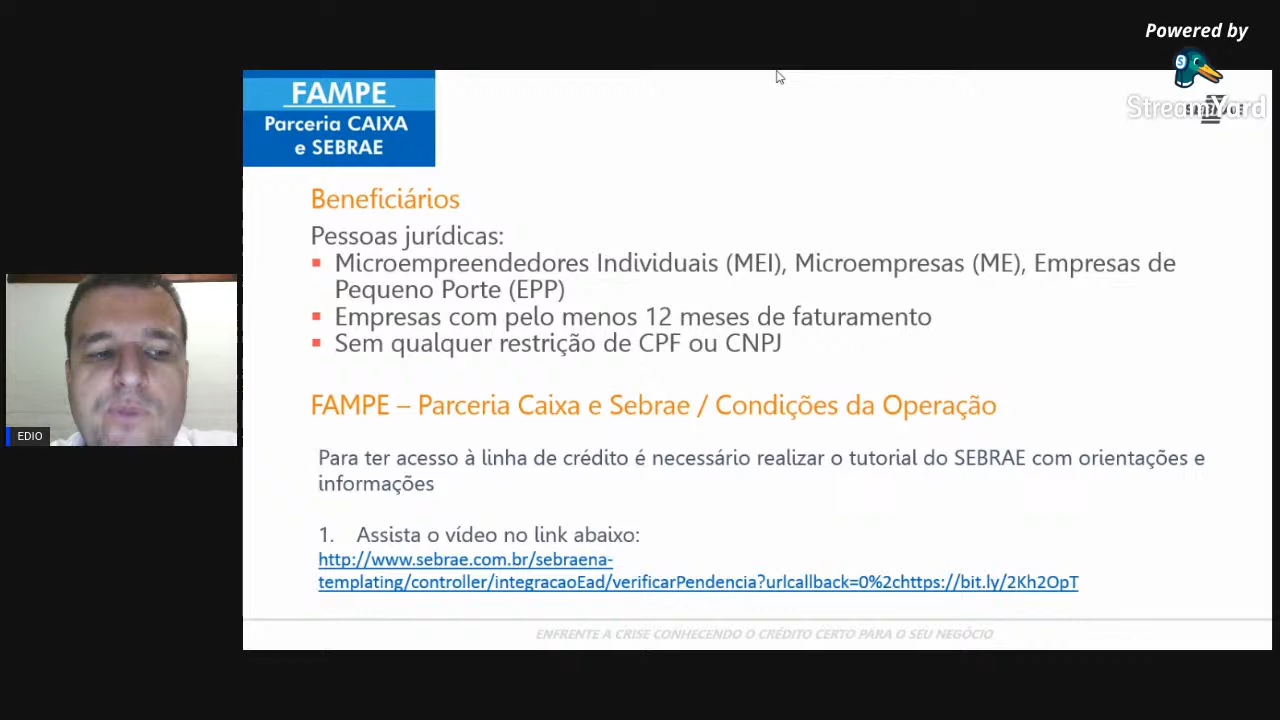 Powered by
StreamYard
FAMPE
Parceria CAIXA
e SEBRAE
Beneficiários
Pessoas jurídicas:
▪ Microempreendedores Individuais (MEI), Microempresas (ME), Empresas de
Pequeno Porte (EPP)
▪ Empresas com pelo menos 12 meses de faturamento
▪ Sem qualquer restrição de CPF ou CNPJ
FAMPE – Parceria Caixa e Sebrae / Condições da Operação
Para ter acesso à linha de crédito é necessário realizar o tutorial do SEBRAE com orientações e
informações
1. Assista o vídeo no link abaixo:
http://www.sebrae.com.br/sebraena-
templating/controller/integracaoEad/verificarPendencia?urlcallback=0%2chttps://bit.ly/2Kh2OpT
ENFRENTE A CRISE CONHECENDO O CRÉDITO CERTO PARA O SEU NEGÓCIO
EDIO